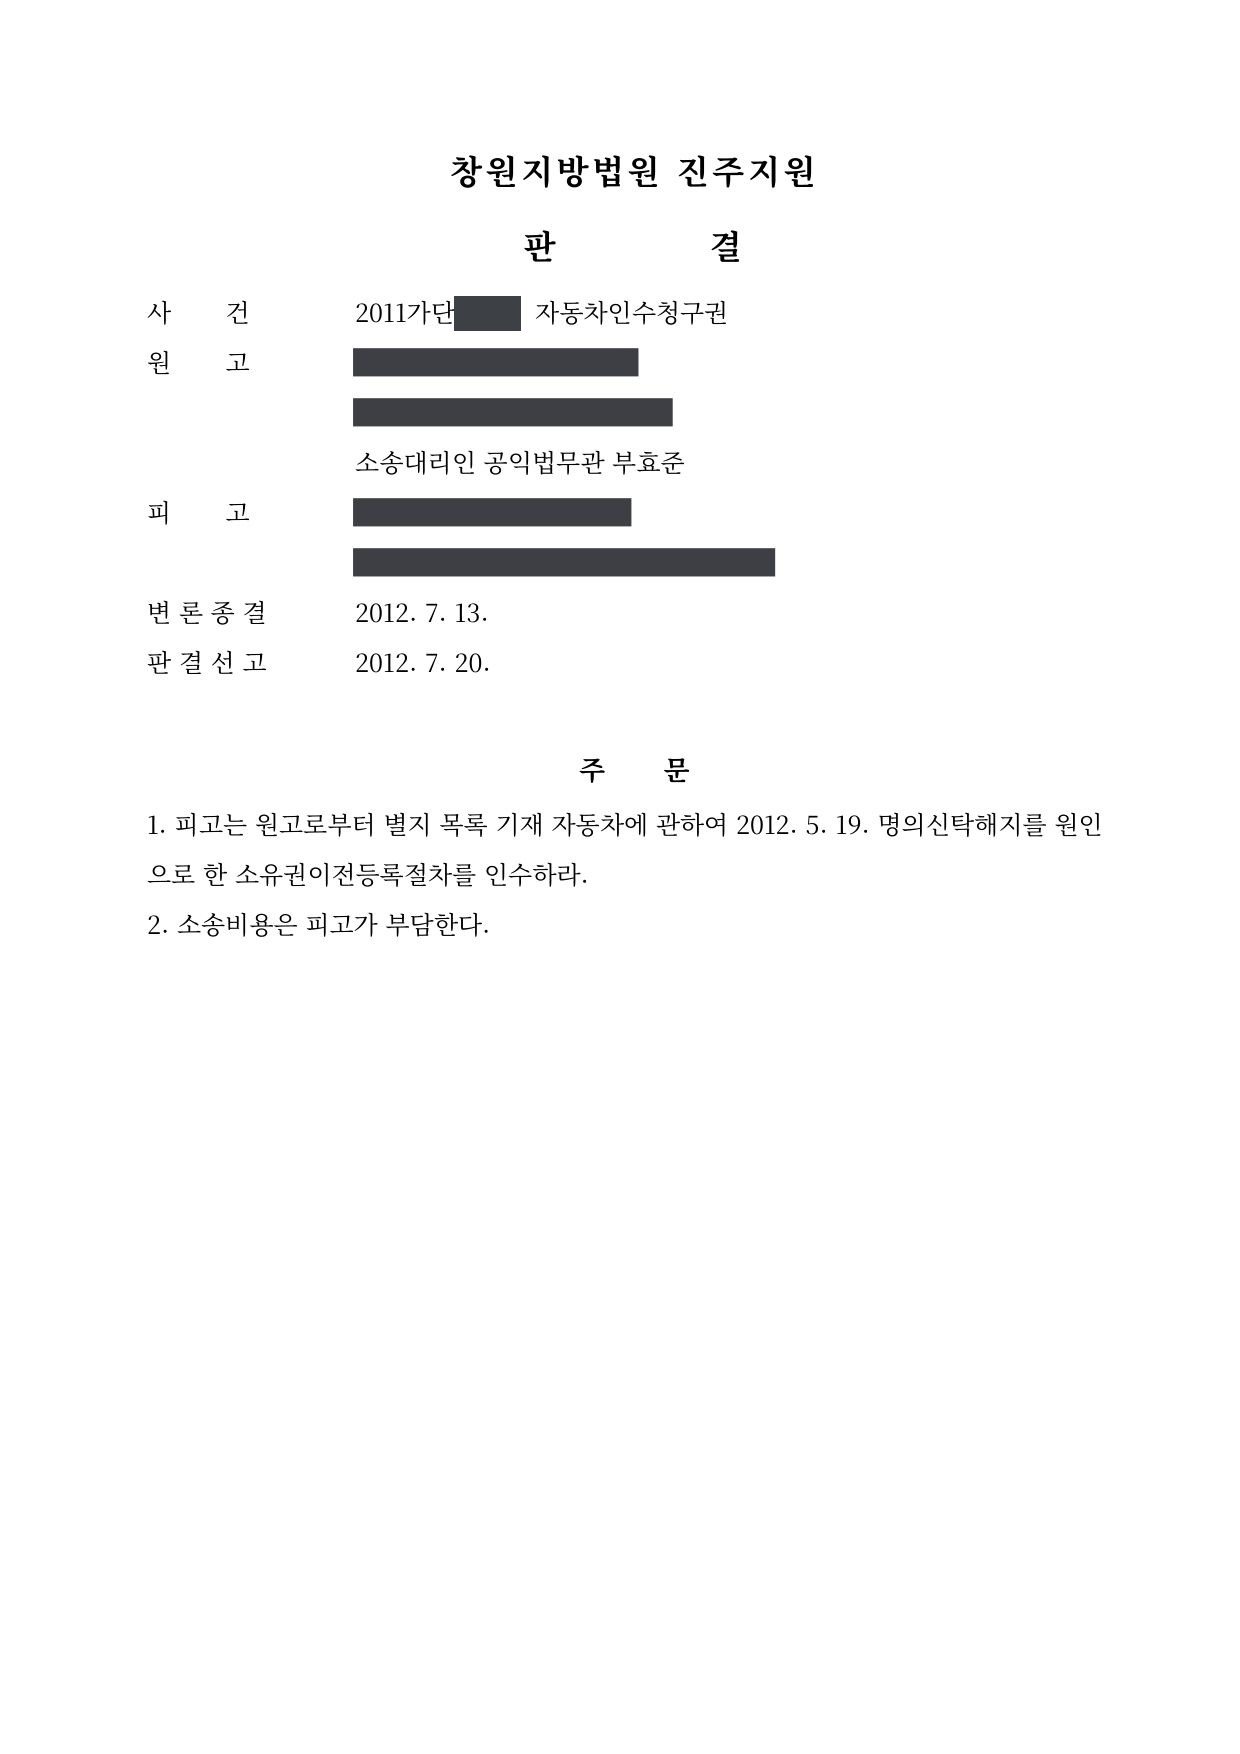 창원지방법원 진주지원
판 결
사 건 2011가단 자동차인수청구권
원 고
소송대리인 공익법무관 부효준
피 고
변 론 종 결 2012. 7. 13.
판 결 선 고 2012. 7. 20.
주 문
1. 피고는 원고로부터 별지 목록 기재 자동차에 관하여 2012. 5. 19. 명의신탁해지를 원인
으로 한 소유권이전등록절차를 인수하라.
2. 소송비용은 피고가 부담한다.